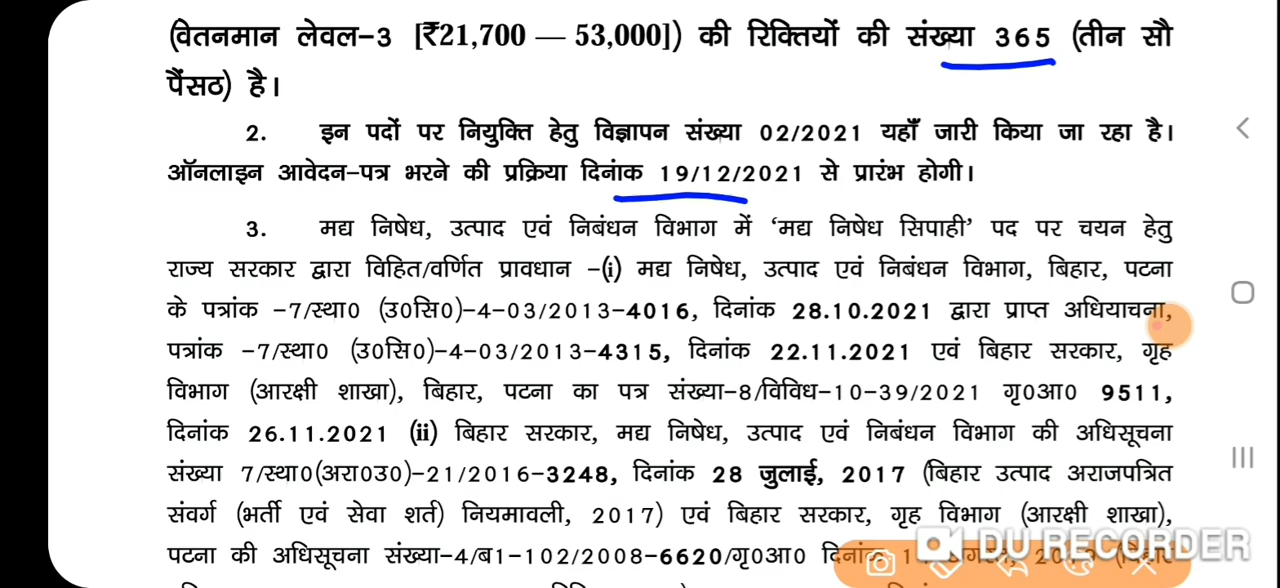 (वेतनमान लेवल-3 [₹21,700 — 53,000]) की रिक्तियों की संख्या 365 (तीन सौ
पैंसठ) है।
2. इन पदों पर नियुक्ति हेतु विज्ञापन संख्या 02/2021 यहाँ जारी किया जा रहा है।
ऑनलाइन आवेदन-पत्र भरने की प्रक्रिया दिनांक 19/12/2021 से प्रारंभ होगी।
3. मद्य निषेध, उत्पाद एवं निबंधन विभाग में ‘मद्य निषेध सिपाही’ पद पर चयन हेतु
राज्य सरकार द्वारा विहित/वर्णित प्रावधान -(i) मद्य निषेध, उत्पाद एवं निबंधन विभाग, बिहार, पटना
के पत्रांक -7/स्था0 (उ0सि0)-4-03/2013-4016, दिनांक 28.10.2021 द्वारा प्राप्त अधियाचना,
पत्रांक -7/स्था0 (उ0सि0)-4-03/2013-4315, दिनांक 22.11.2021 एवं बिहार सरकार, गृह
विभाग (आरक्षी शाखा), बिहार, पटना का पत्र संख्या-8/विविध-10-39/2021 गृ0आ0 9511,
दिनांक 26.11.2021 (ii) बिहार सरकार, मद्य निषेध, उत्पाद एवं निबंधन विभाग की अधिसूचना
संख्या 7/स्था0(अरा0उ0)-21/2016-3248, दिनांक 28 जुलाई, 2017 (बिहार उत्पाद अराजपत्रित
संवर्ग (भर्ती एवं सेवा शर्त) नियमावली, 2017) एवं बिहार सरकार, गृह विभाग (आरक्षी शाखा),
पटना की अधिसूचना संख्या-4/ब1-102/2008-6620/गृ0आ0 दिनांक
DU RECORDER